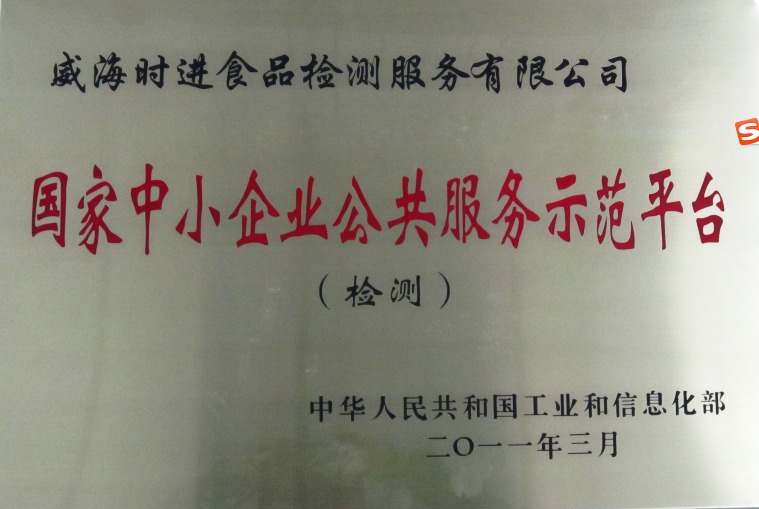 威海时进食品检测服务有限公司
国家中小企业公共服务示范平台
（检测）
中华人民共和国工业和信息化部
二〇一一年三月
S